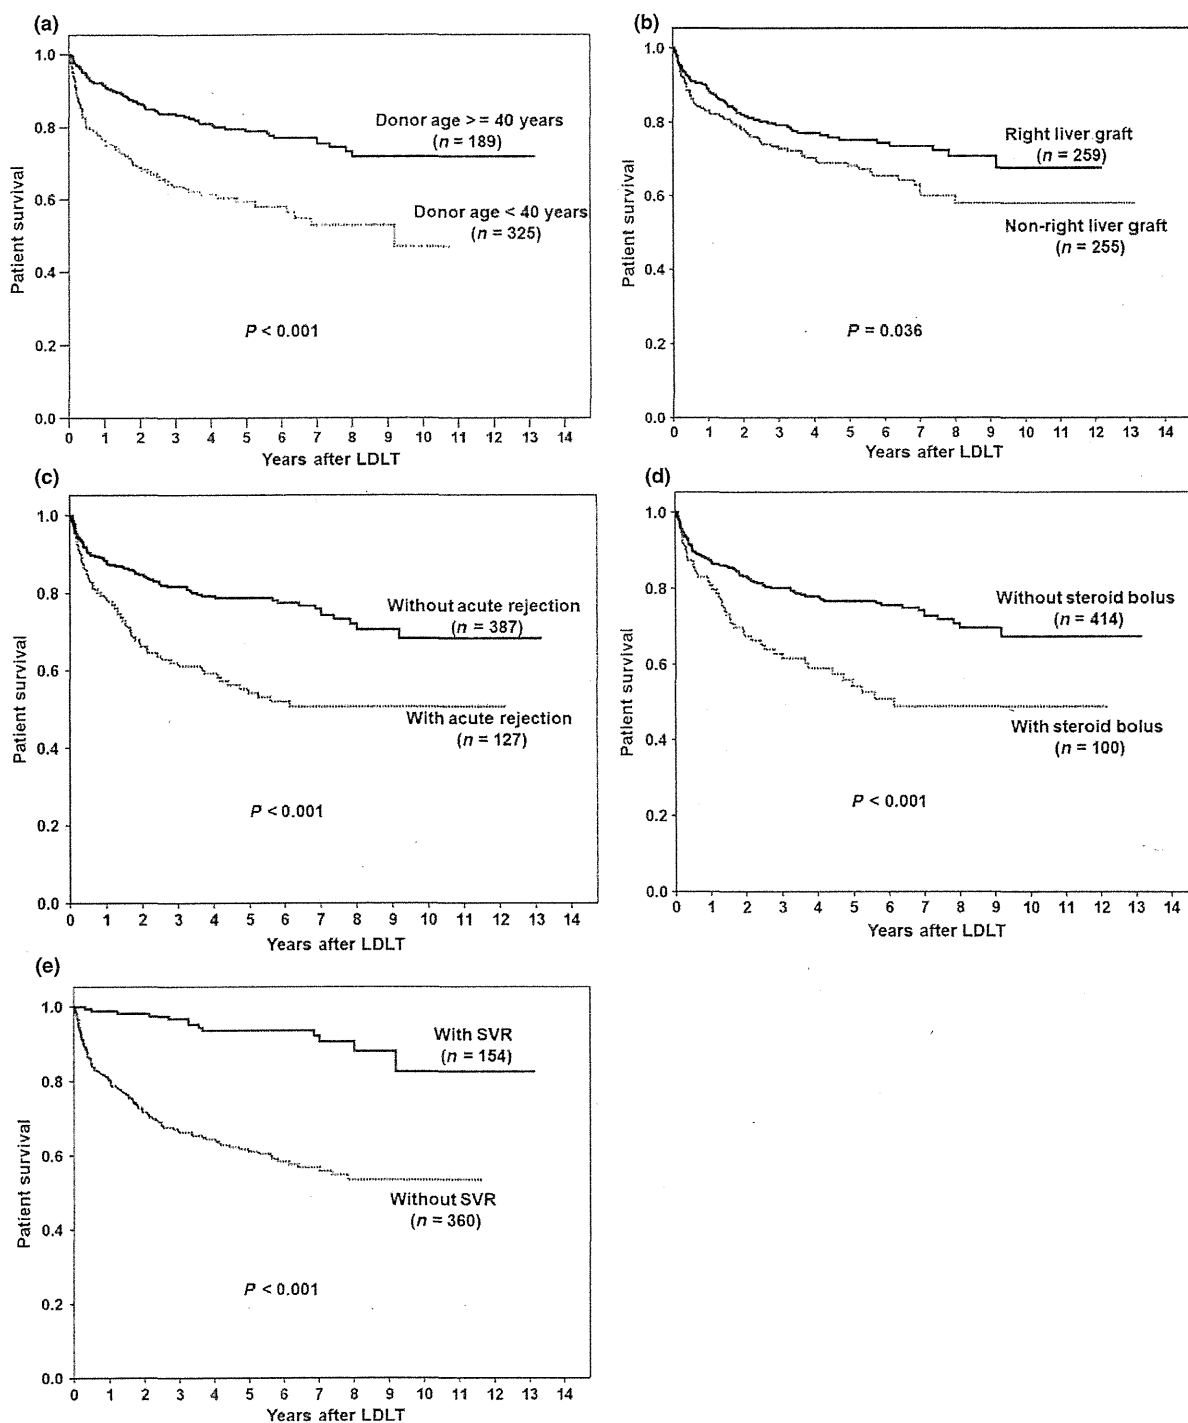 (a)
1.0
0.8
0.6
0.4
0.2
0.0
Patient survival
Donor age >= 40 years
(n = 189)
Donor age < 40 years
(n = 325)
P < 0.001
0 1 2 3 4 5 6 7 8 9 10 11 12 13 14
Years after LDLT
(b)
1.0
0.8
0.6
0.4
0.2
0.0
Patient survival
Right liver graft
(n = 259)
Non-right liver graft
(n = 255)
P = 0.036
0 1 2 3 4 5 6 7 8 9 10 11 12 13 14
Years after LDLT
(c)
1.0
0.8
0.6
0.4
0.2
0.0
Patient survival
Without acute rejection
(n = 387)
With acute rejection
(n = 127)
P < 0.001
0 1 2 3 4 5 6 7 8 9 10 11 12 13 14
Years after LDLT
(d)
1.0
0.8
0.6
0.4
0.2
0.0
Patient survival
Without steroid bolus
(n = 414)
With steroid bolus
(n = 100)
P < 0.001
0 1 2 3 4 5 6 7 8 9 10 11 12 13 14
Years after LDLT
(e)
1.0
0.8
0.6
0.4
0.2
0.0
Patient survival
With SVR
(n = 154)
Without SVR
(n = 360)
P < 0.001
0 1 2 3 4 5 6 7 8 9 10 11 12 13 14
Years after LDLT